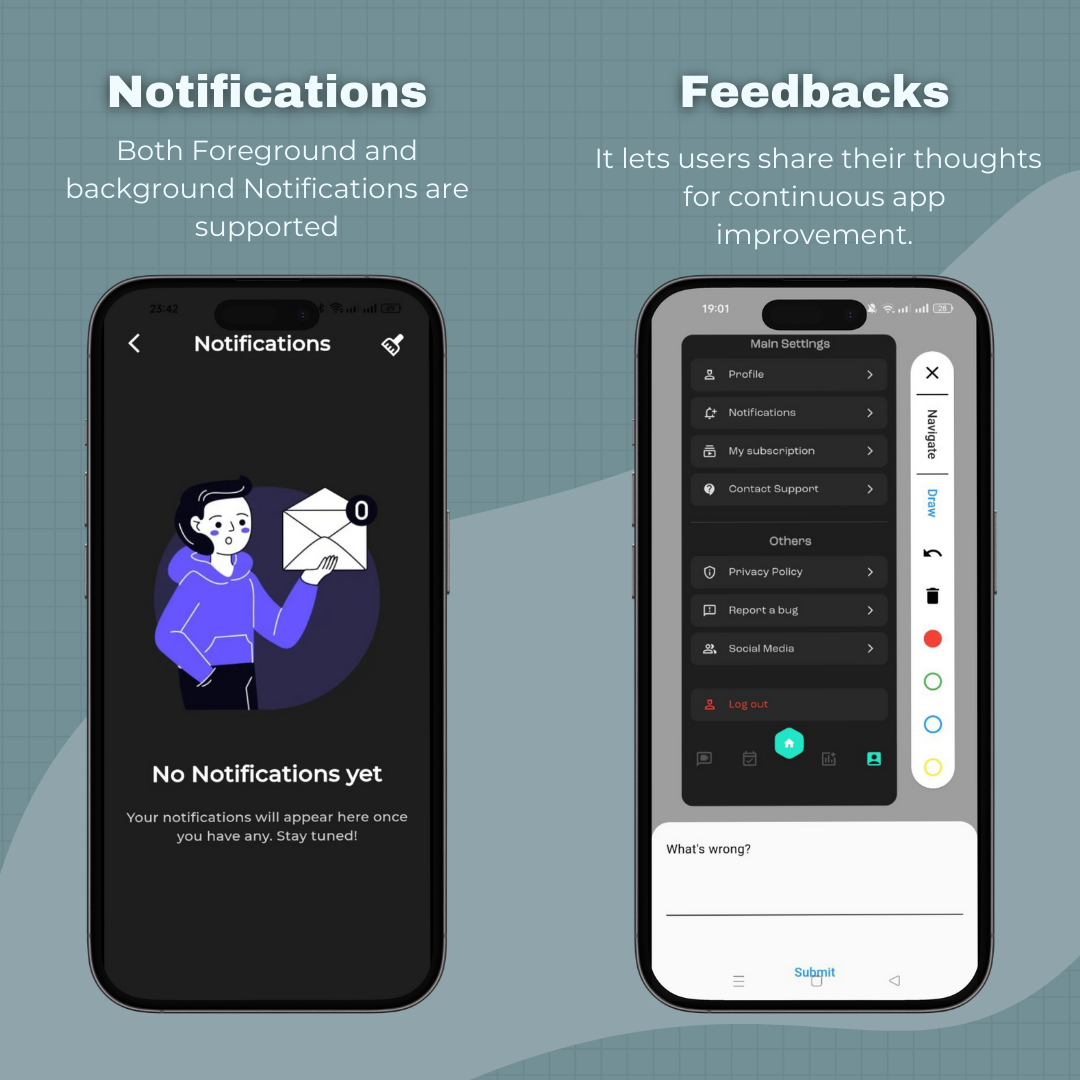 Notifications
Both Foreground and
background Notifications are
supported
23:42
Notifications
0
No Notifications yet
Your notifications will appear here once
you have any. Stay tuned!
Feedbacks
It lets users share their thoughts
for continuous app
improvement.
19:01
28
Main Settings
Profile
Notifications
My subscription
Contact Support
Others
Privacy Policy
Report a bug
Social Media
Log out
Navigate
Draw
What's wrong?
Submit